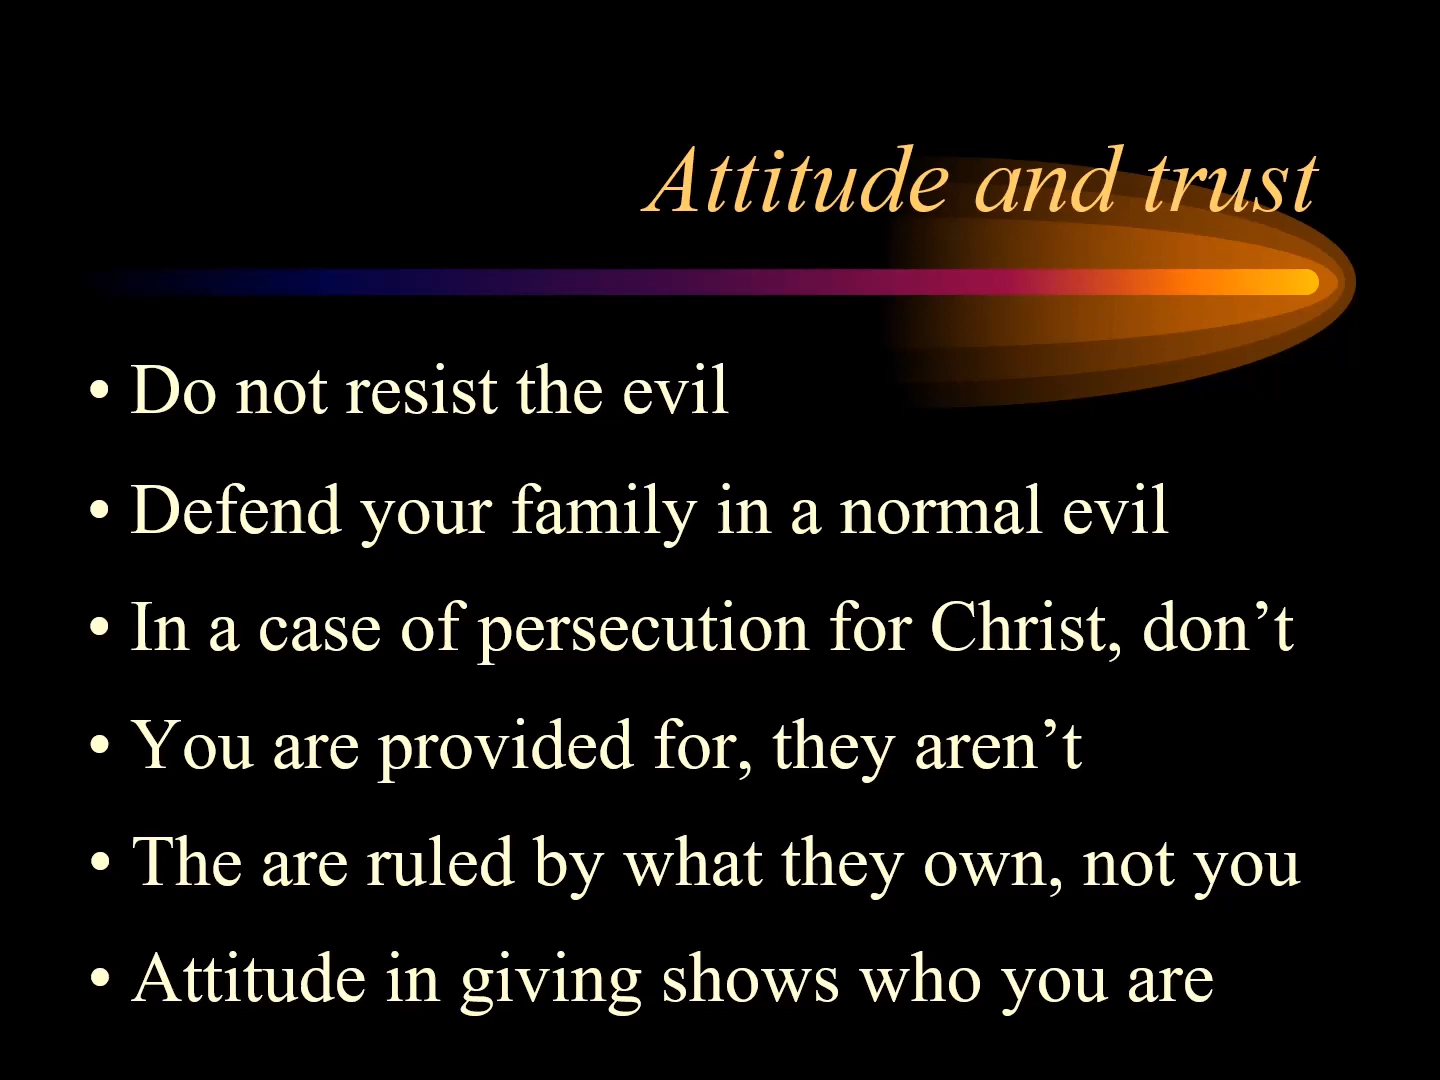 Attitude and trust
• Do not resist the evil
• Defend your family in a normal evil
• In a case of persecution for Christ, don’t
• You are provided for, they aren’t
• The are ruled by what they own, not you
• Attitude in giving shows who you are